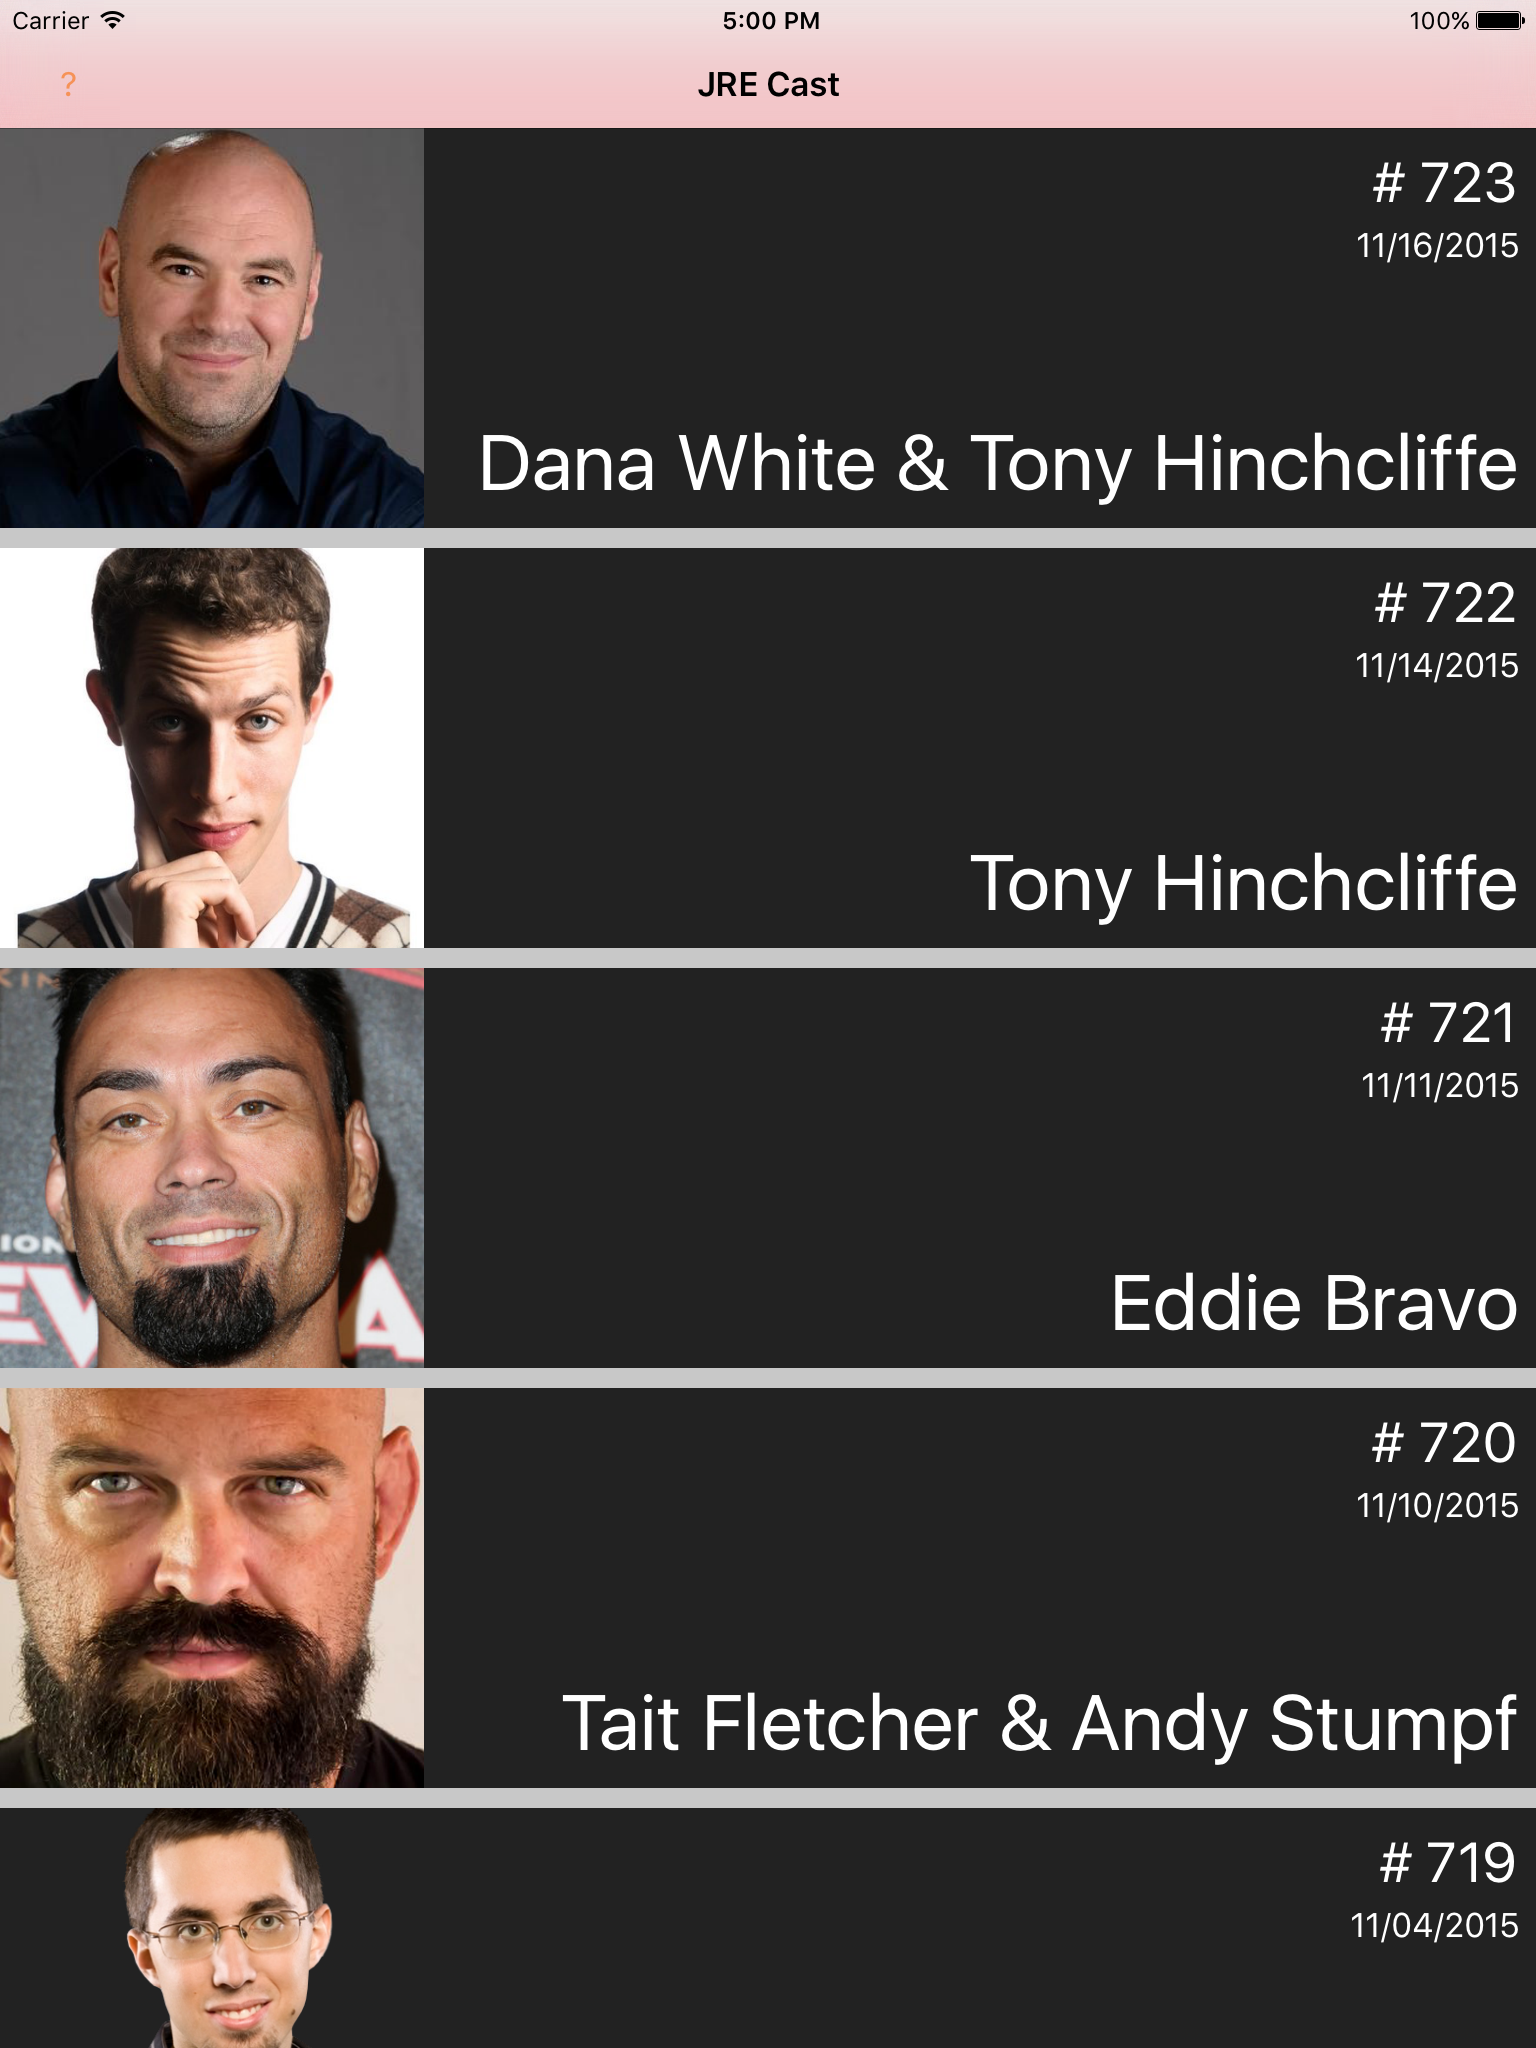 Carrier 5:00 PM 100%
? JRE Cast
# 723
11/16/2015
Dana White & Tony Hinchcliffe
# 722
11/14/2015
Tony Hinchcliffe
# 721
11/11/2015
ION
EV A
Eddie Bravo
# 720
11/10/2015
Tait Fletcher & Andy Stumpf
# 719
11/04/2015